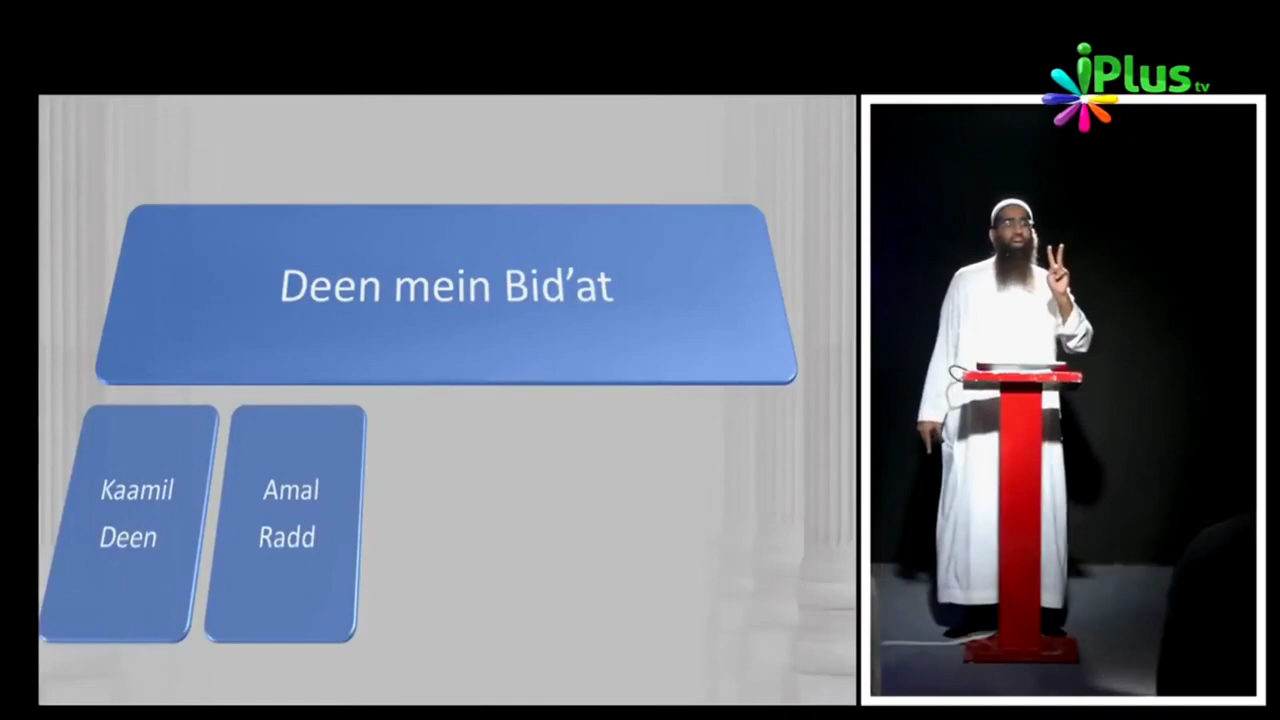 iPlus tv
Deen mein Bid’at
Kaamil
Deen
Amal
Radd